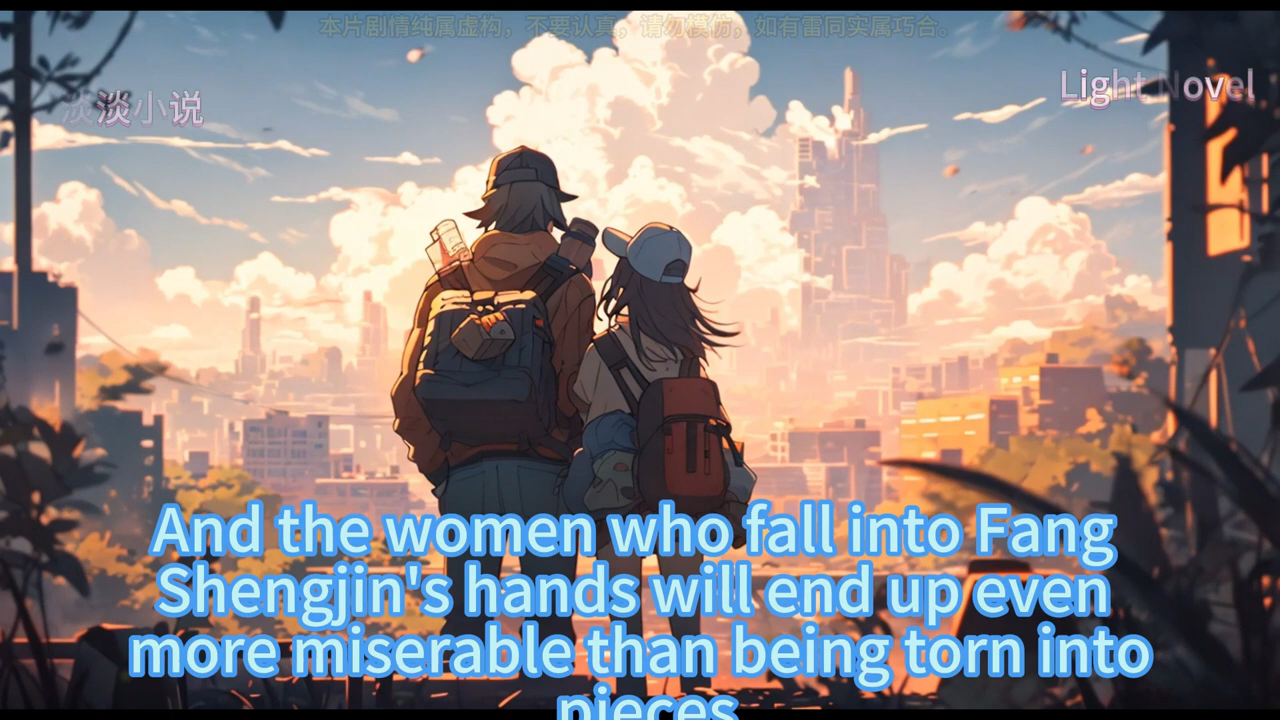 本片剧情纯属虚构，不要认真，请勿模仿，如有雷同实属巧合。
淡淡小说
Light Novel
And the women who fall into Fang
Shengjin's hands will end up even
more miserable than being torn into
pieces